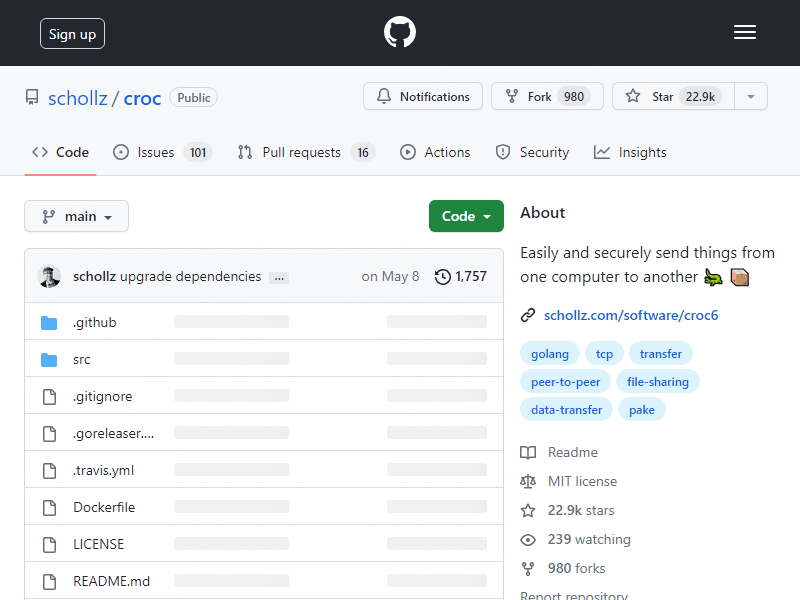 Sign up
schollz / croc Public
Notifications Fork 980 Star 22.9k
Code Issues 101 Pull requests 16 Actions Security Insights
main
Code
schollz upgrade dependencies ... on May 8 1,757
.github
src
.gitignore
.goreleaser....
.travis.yml
Dockerfile
LICENSE
README.md
About
Easily and securely send things from
one computer to another
schollz.com/software/croc6
golang tcp transfer
peer-to-peer file-sharing
data-transfer pake
Readme
MIT license
22.9k stars
239 watching
980 forks
Report repository